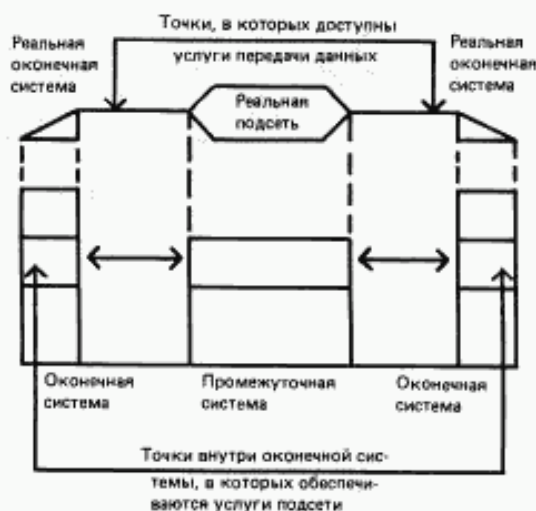 Точки, в которых доступны
услуги передачи данных
Реальная
оконечная
система
Реальная
оконечная
система
Реальная
подсеть
Оконечная
система
Промежуточная
система
Оконечная
система
Точки внутри оконечной сис-
темы, в которых обеспечи-
ваются услуги подсети